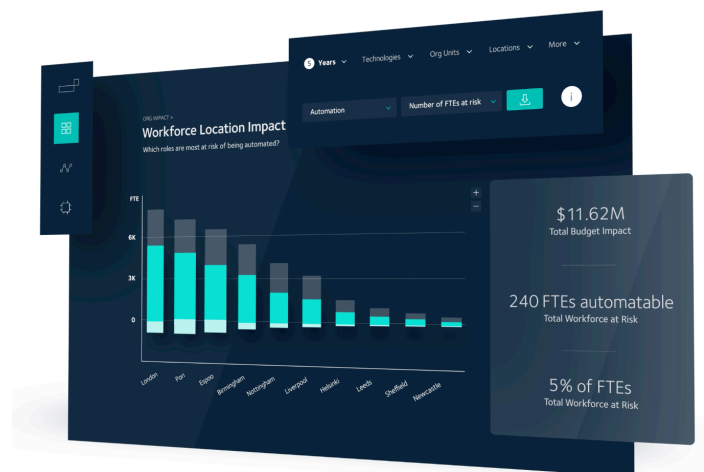 5 Years Technologies Org Units Locations More
Automation Number of FTEs at risk i
ORG IMPACT >
Workforce Location Impact
Which roles are most at risk of being automated?
FTE
+
−
6K
3K
0
London Pori Espoo Birmingham Nottingham Liverpool Helsinki Leeds Sheffield Newcastle
$11.62M
Total Budget Impact
240 FTEs automatable
Total Workforce at Risk
5% of FTEs
Total Workforce at Risk